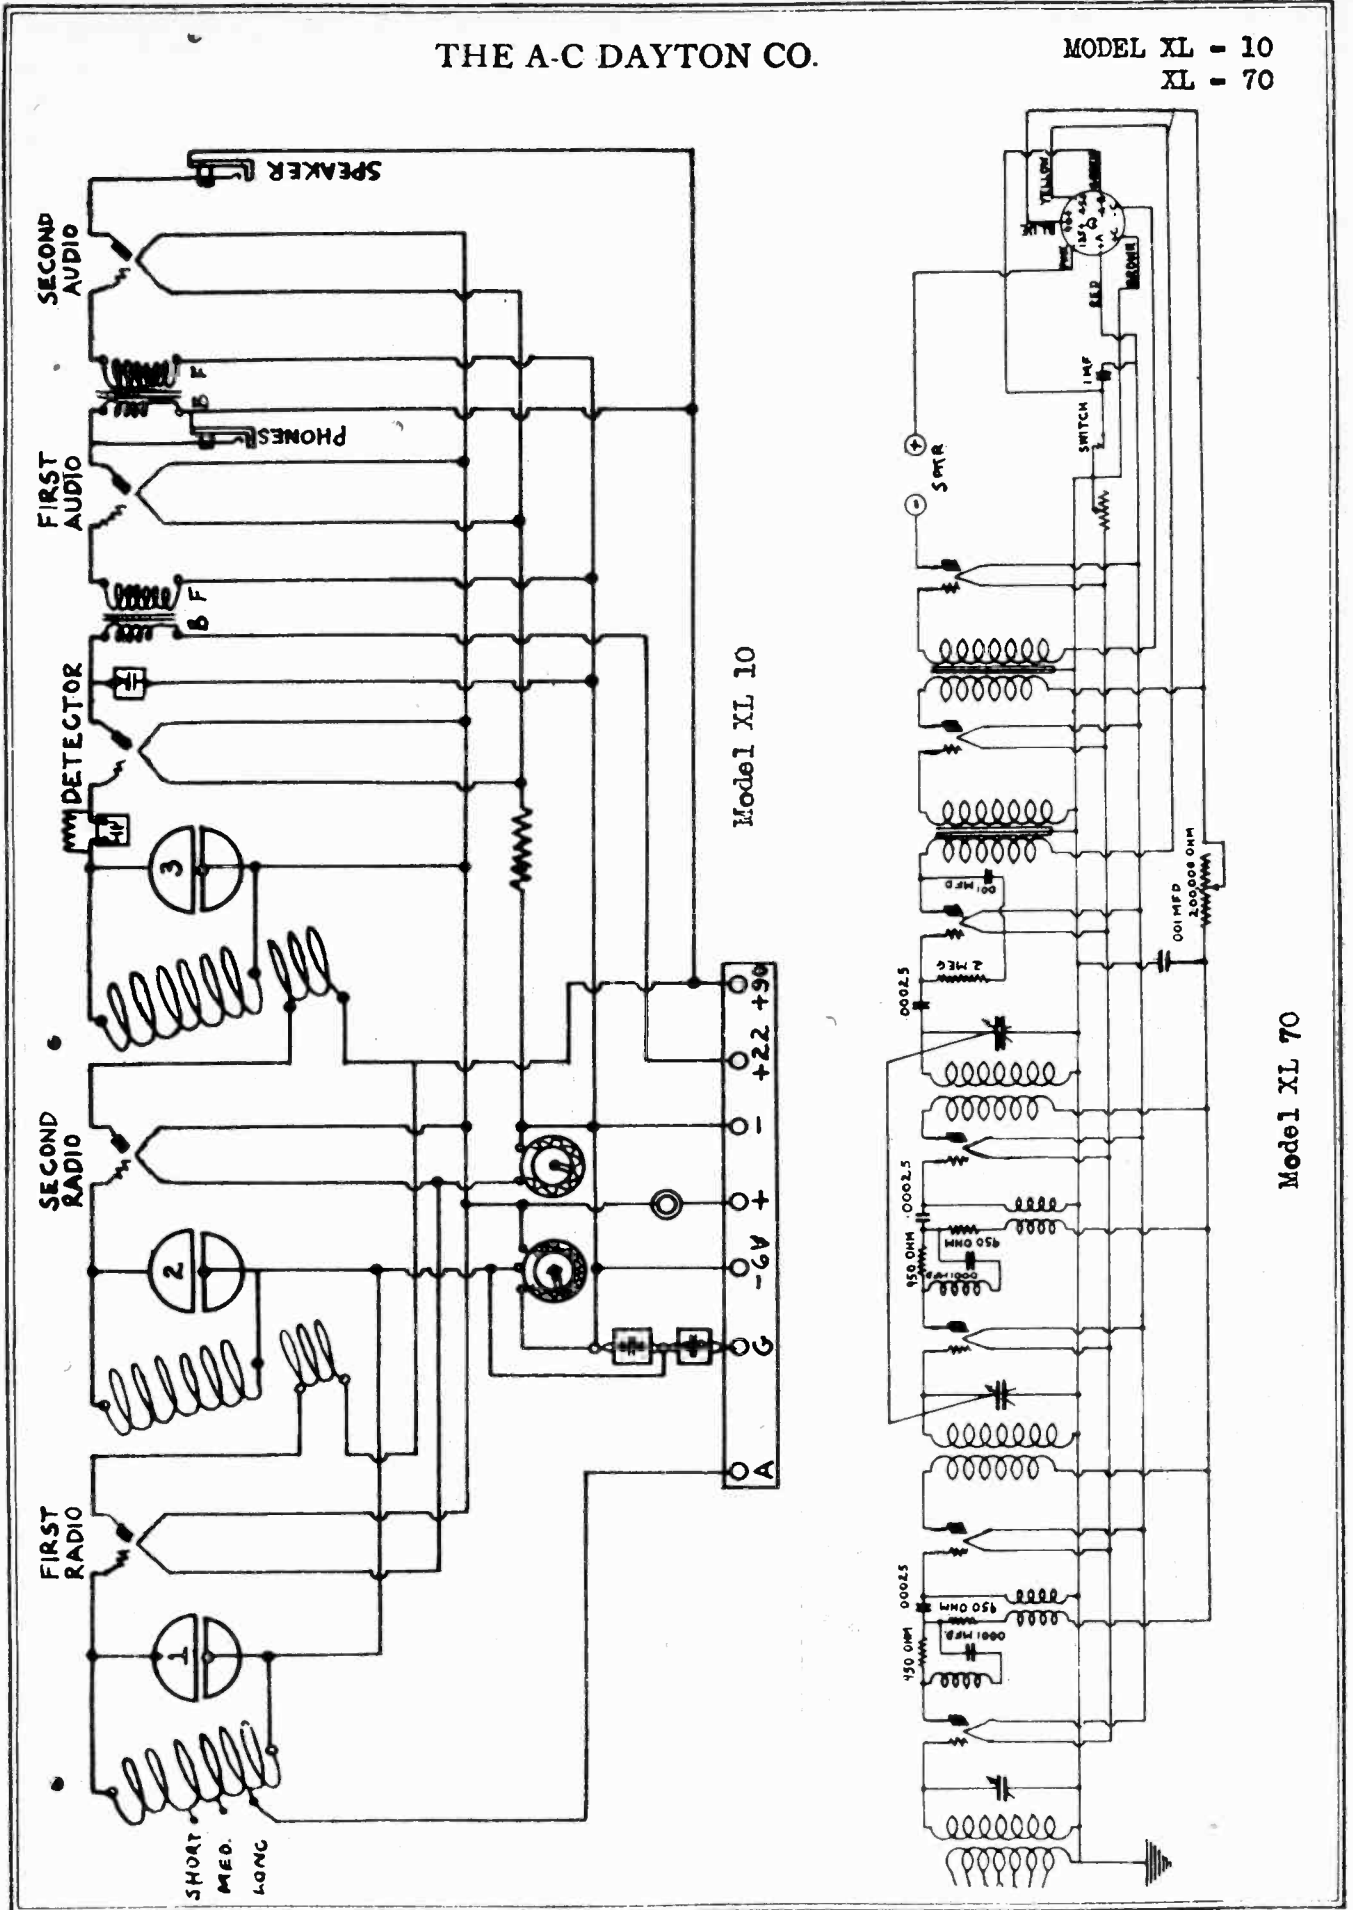 THE A-C DAYTON CO.
MODEL XL - 10
XL - 70
SPEAKER
SECOND
AUDIO
F
B
PHONES
FIRST
AUDIO
F
B
DETECTOR
3
SECOND
RADIO
2
FIRST
RADIO
1
SHORT
MED.
LONG
+90
+22
-
+
-6V
G
A
Model XL 10
YELLOW
RED
BROWN
1 MF
SWITCH
+
SPKR
-
001 MFD
200,000 OHM
001 MFD
2 MEG
.00025
.00025
950 OHM
450 OHM
0001 MFD
00025
950 OHM
0001 MFD
450 OHM
Model XL 70